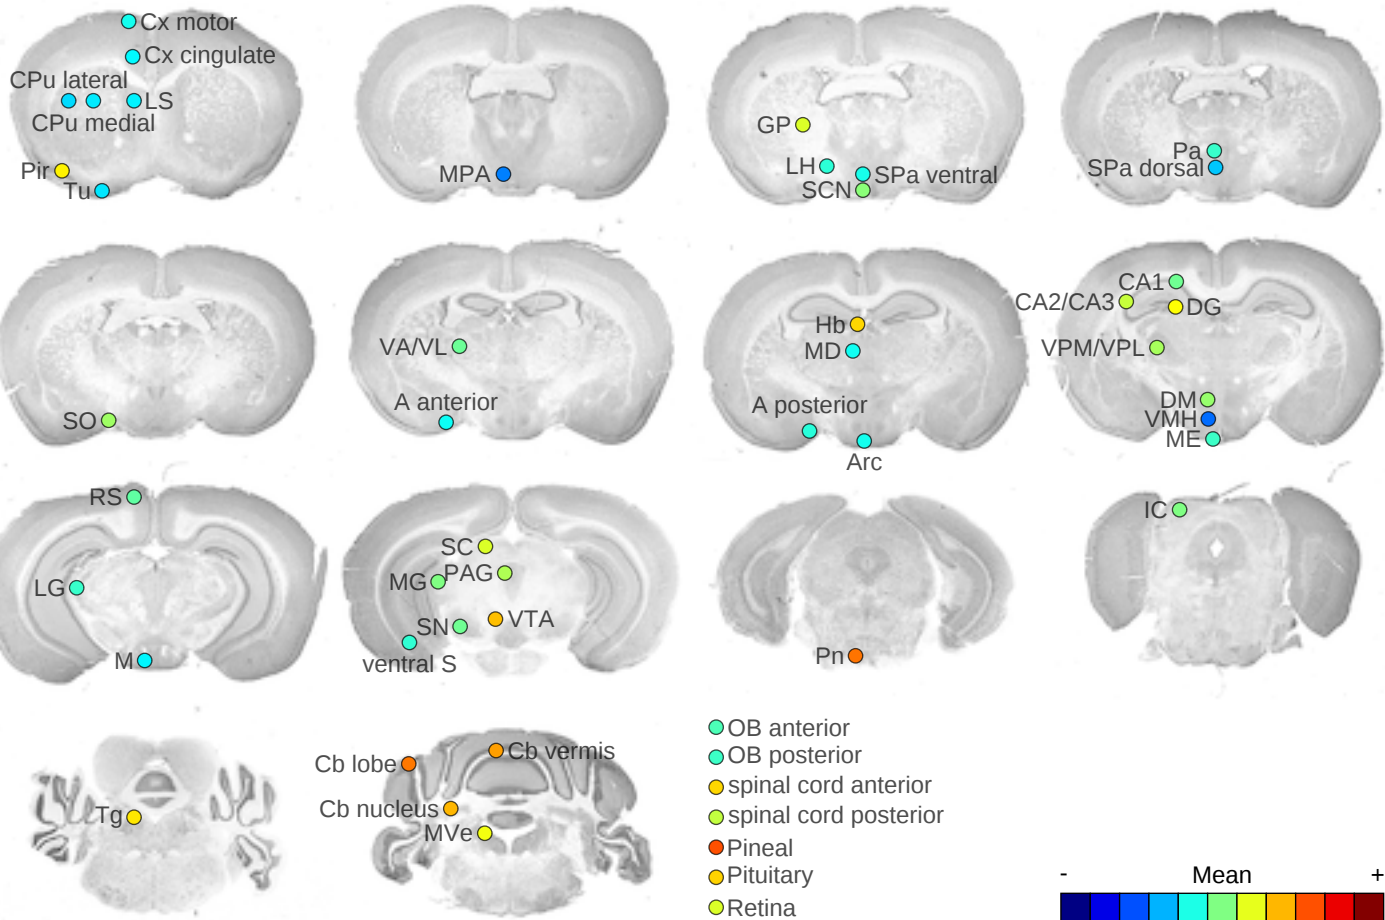 Cx motor
Cx cingulate
CPu lateral
LS
CPu medial
Pir
Tu
MPA
GP
LH
SPa ventral
SCN
Pa
SPa dorsal
SO
VA/VL
A anterior
Hb
MD
A posterior
Arc
CA1
CA2/CA3
DG
VPM/VPL
DM
VMH
ME
RS
LG
M
SC
MG
PAG
SN
VTA
ventral S
Pn
IC
Tg
Cb lobe
Cb vermis
Cb nucleus
MVe
OB anterior
OB posterior
spinal cord anterior
spinal cord posterior
Pineal
Pituitary
Retina
- Mean +